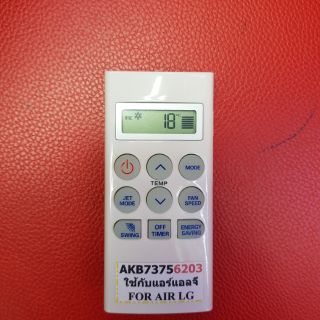 18
MODE
TEMP
JET
MODE
FAN
SPEED
SWING
OFF
TIMER
ENERGY
SAVING
AKB73756203
ใช้กับแอร์แอลจี
FOR AIR LG